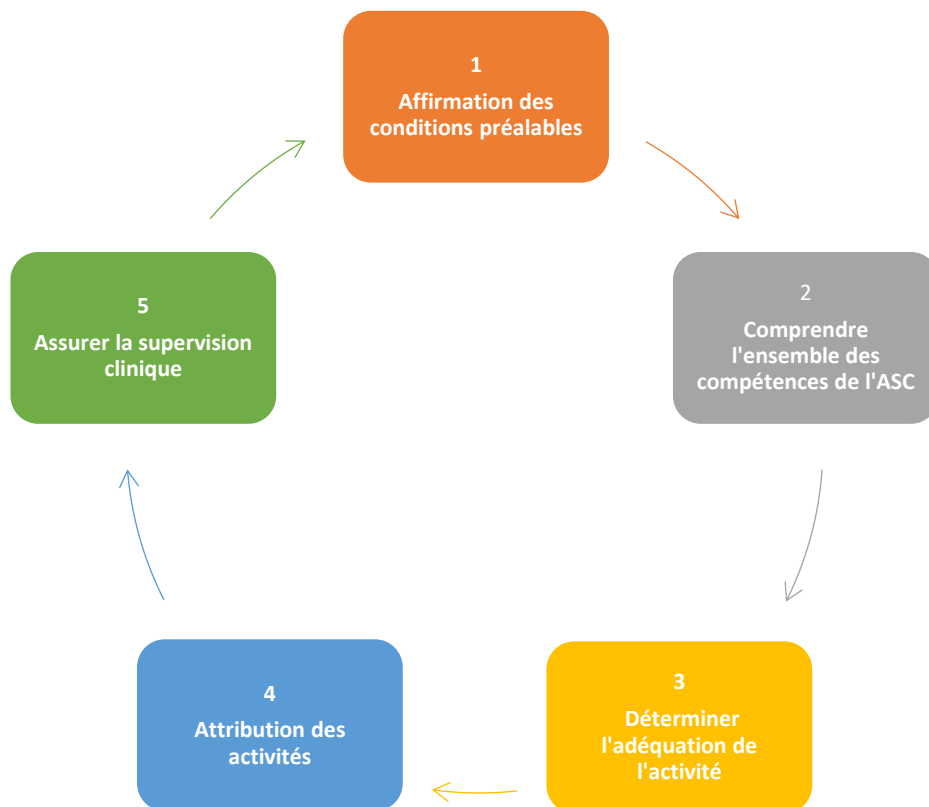 1
Affirmation des
conditions préalables
2
Comprendre
l'ensemble des
compétences de l'ASC
3
Déterminer
l'adéquation de
l'activité
4
Attribution des
activités
5
Assurer la supervision
clinique